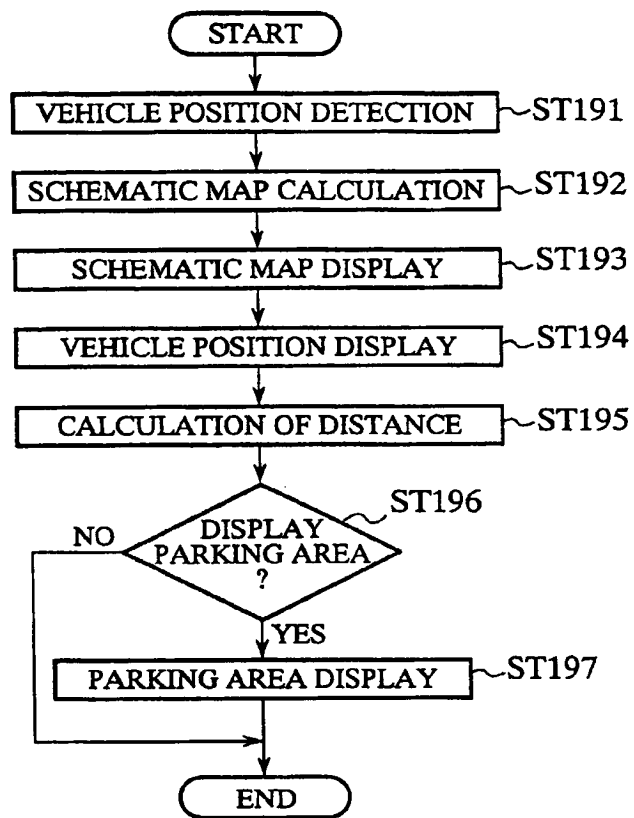 START
VEHICLE POSITION DETECTION
ST191
SCHEMATIC MAP CALCULATION
ST192
SCHEMATIC MAP DISPLAY
ST193
VEHICLE POSITION DISPLAY
ST194
CALCULATION OF DISTANCE
ST195
ST196
NO
DISPLAY
PARKING AREA
?
YES
PARKING AREA DISPLAY
ST197
END